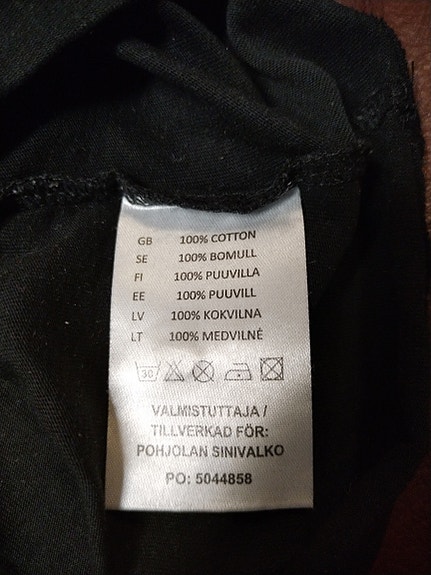 GB 100% COTTON
SE 100% BOMULL
FI 100% PUUVILLA
EE 100% PUUVILL
LV 100% KOKVILNA
LT 100% MEDVILNĖ
30
VALMISTUTTAJA /
TILLVERKAD FÖR:
POHJOLAN SINIVALKO
PO: 5044858